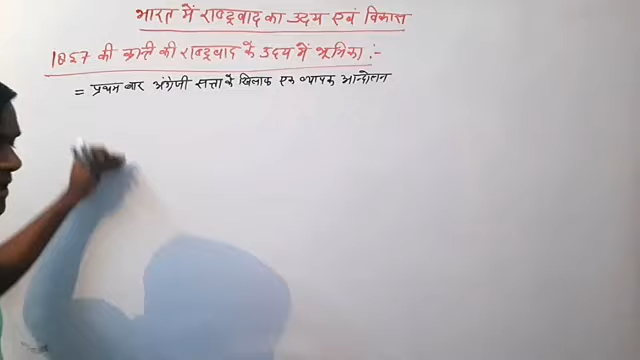 भारत में राष्ट्रवाद का उदय एवं विकास
1857 की क्रान्ति की राष्ट्रवाद के उदय में भूमिका :-
= प्रथम बार अंग्रेजी सत्ता के खिलाफ एक व्यापक आन्दोलन